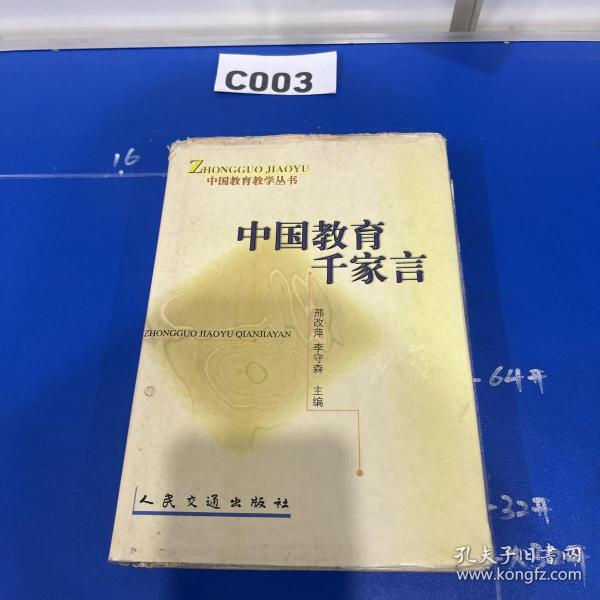 C003
16
ZHONGGUO JIAOYU
中国教育教学丛书
中国教育
千家言
邢改萍 李守森 主编
ZHONGGUO JIAOYU QIANJIAYAN
64开
32开
人民交通出版社
孔夫子旧书网
www.kongfz.com